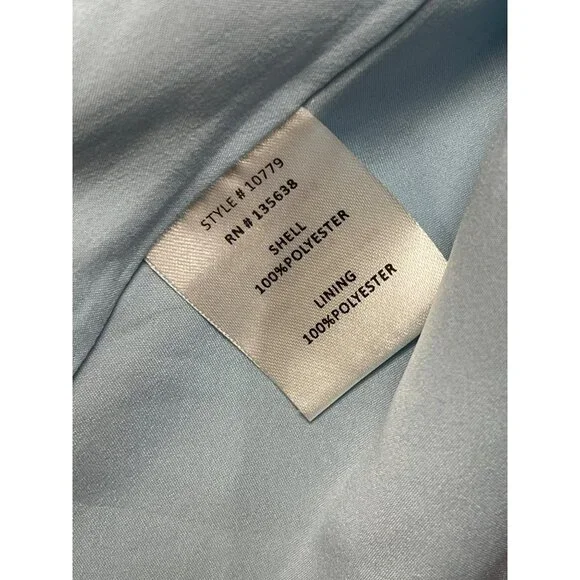 STYLE # 10779
RN # 135638
SHELL
100%POLYESTER
LINING
100%POLYESTER